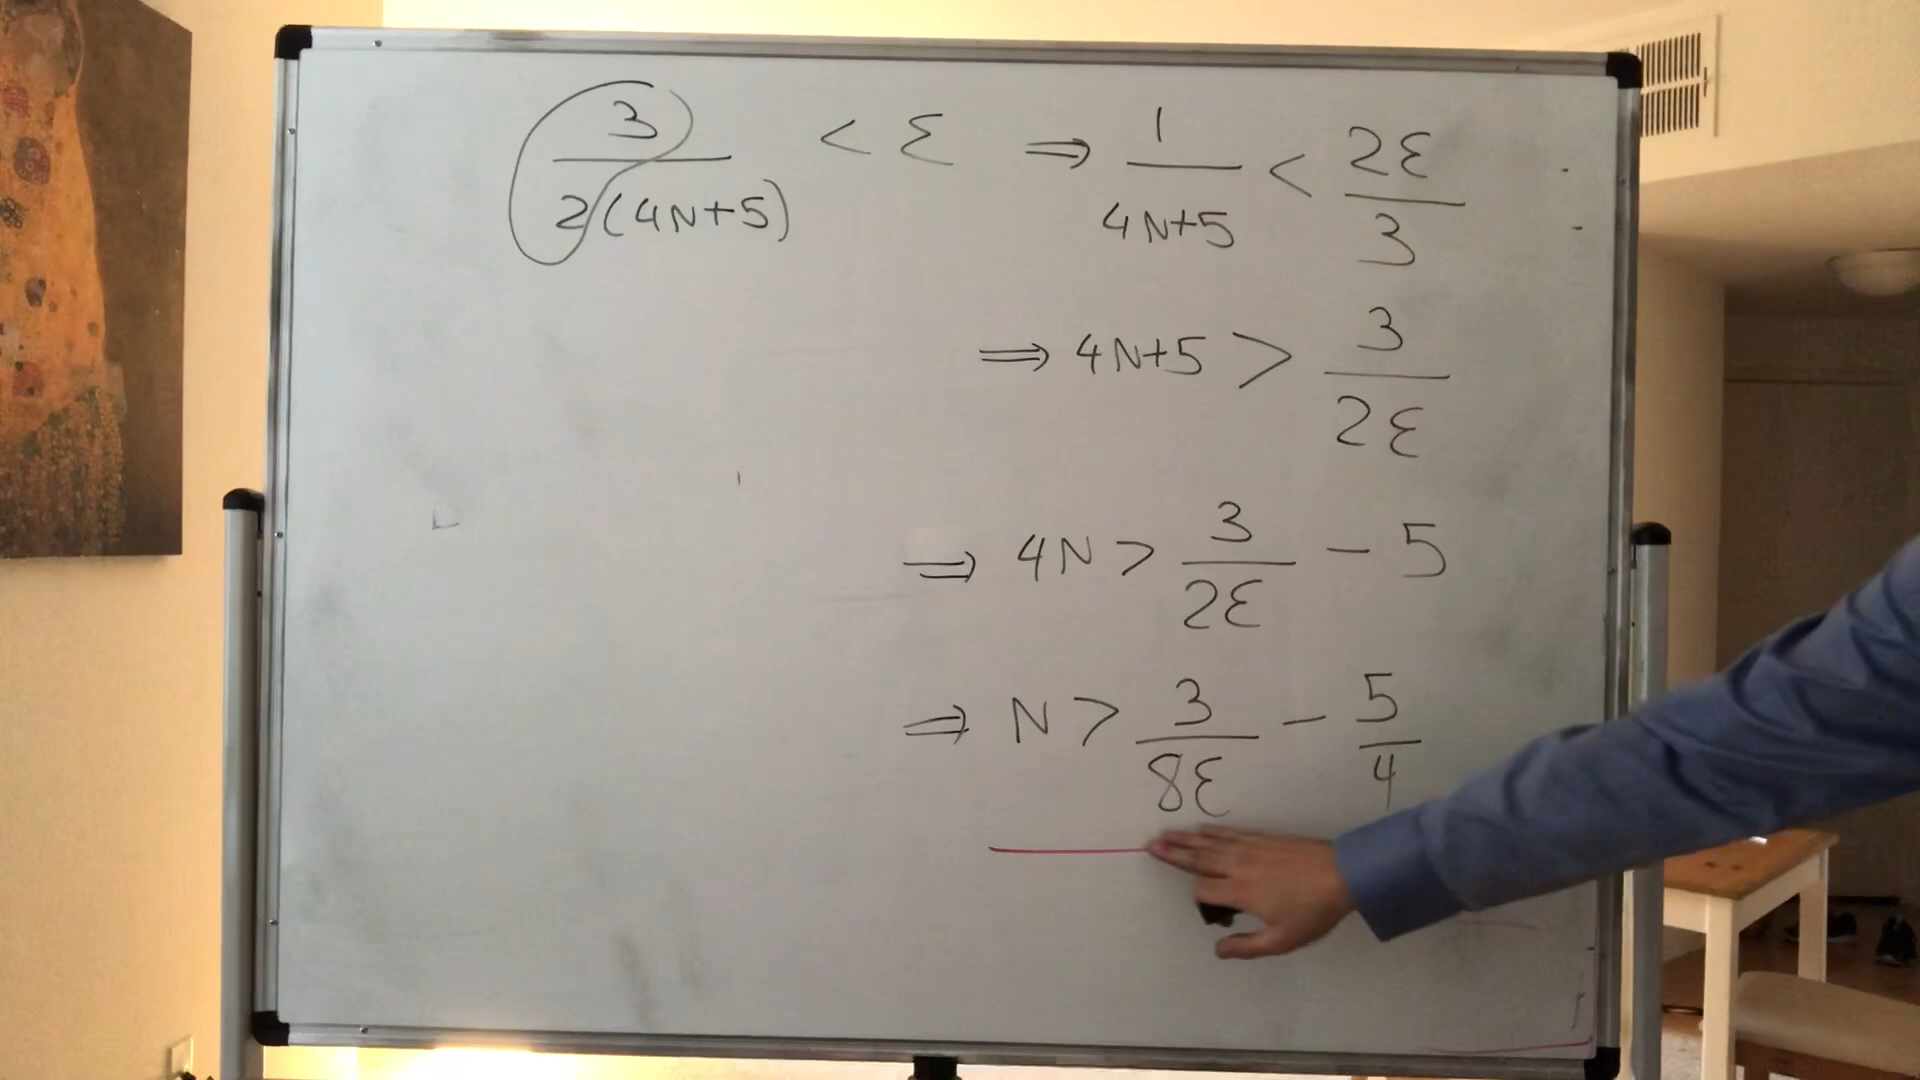 3/2(4N+5) < ε ⇒ 1/4N+5 < 2ε/3
⇒ 4N+5 > 3/2ε
⇒ 4N > 3/2ε - 5
⇒ N > 3/8ε - 5/4